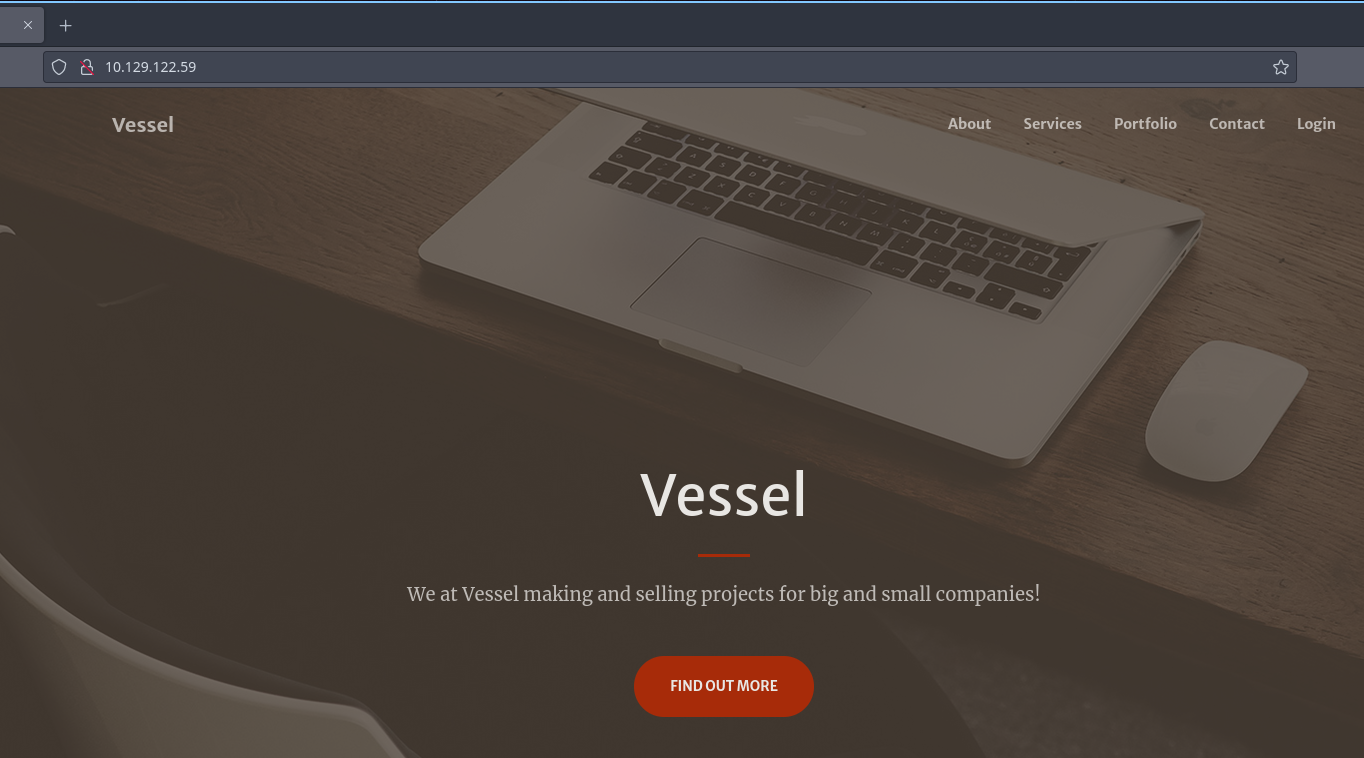 10.129.122.59
Vessel
About Services Portfolio Contact Login
Vessel
We at Vessel making and selling projects for big and small companies!
FIND OUT MORE